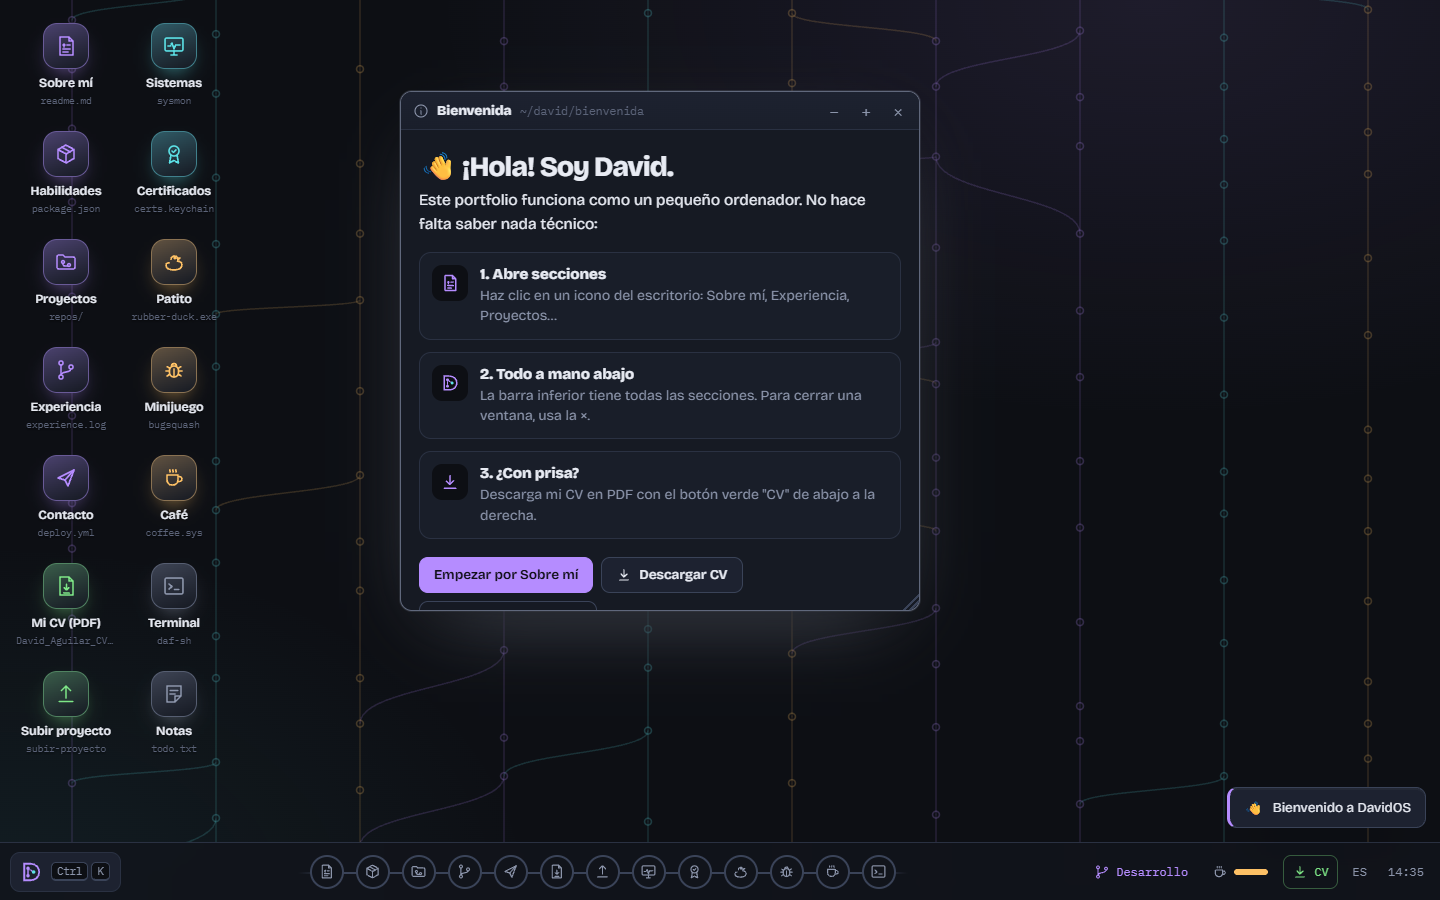 Sobre mí
readme.md
Sistemas
sysmon
Habilidades
package.json
Certificados
certs.keychain
Proyectos
repos/
Patito
rubber-duck.exe
Experiencia
experience.log
Minijuego
bugsquash
Contacto
deploy.yml
Café
coffee.sys
Mi CV (PDF)
David_Aguilar_CV…
Terminal
daf-sh
Subir proyecto
subir-proyecto
Notas
todo.txt
Bienvenida ~/david/bienvenida
¡Hola! Soy David.
Este portfolio funciona como un pequeño ordenador. No hace
falta saber nada técnico:
1. Abre secciones
Haz clic en un icono del escritorio: Sobre mí, Experiencia,
Proyectos…
2. Todo a mano abajo
La barra inferior tiene todas las secciones. Para cerrar una
ventana, usa la ×.
3. ¿Con prisa?
Descarga mi CV en PDF con el botón verde "CV" de abajo a la
derecha.
Empezar por Sobre mí
Descargar CV
Bienvenido a DavidOS
Ctrl K
Desarrollo
CV
ES
14:35